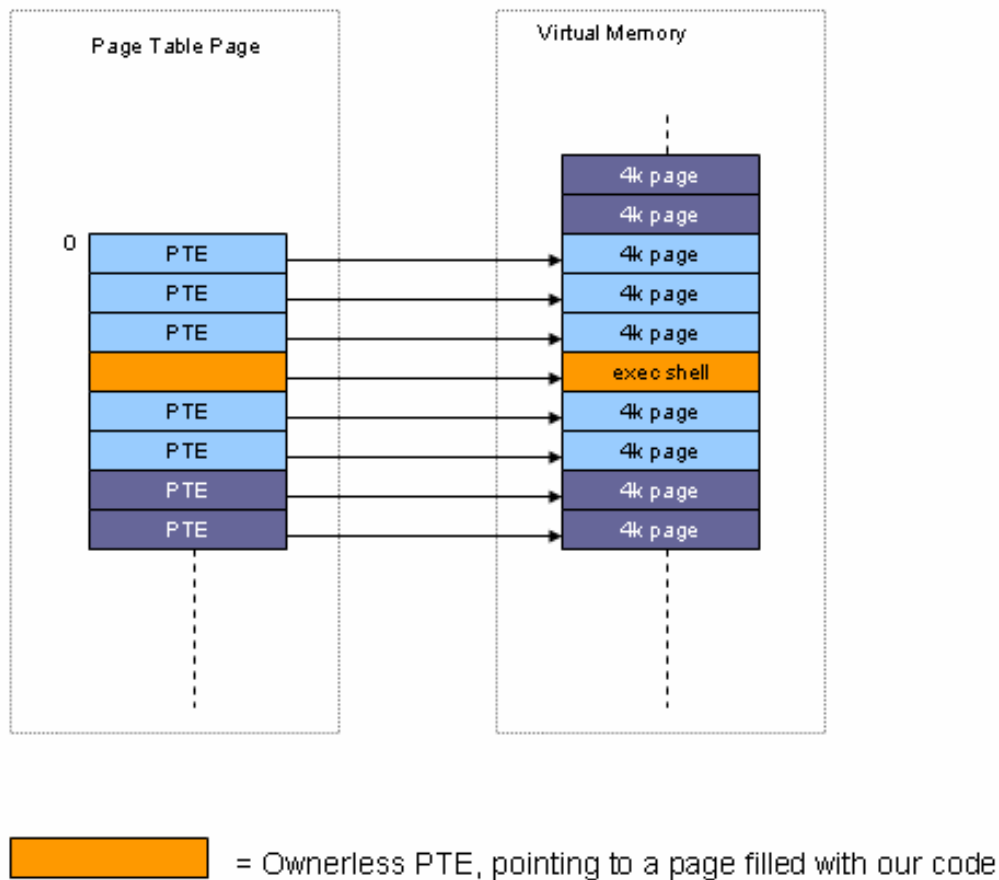 Page Table Page
Virtual Memory
4k page
4k page
0
PTE
4k page
PTE
4k page
PTE
4k page
exec shell
PTE
4k page
PTE
4k page
PTE
4k page
PTE
4k page
= Ownerless PTE, pointing to a page filled with our code